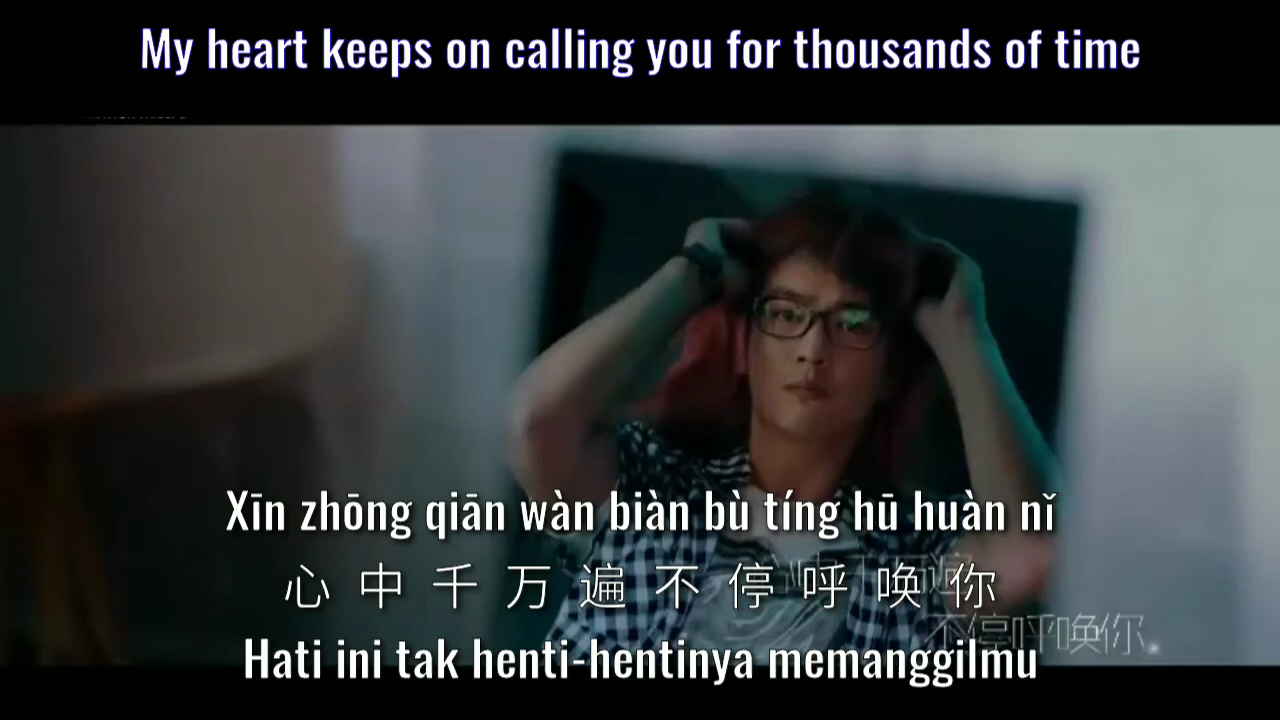 My heart keeps on calling you for thousands of time
Xīn zhōng qiān wàn biàn bù tíng hū huàn nǐ
心中千万遍不停呼唤你
不停呼唤你
Hati ini tak henti-hentinya memanggilmu